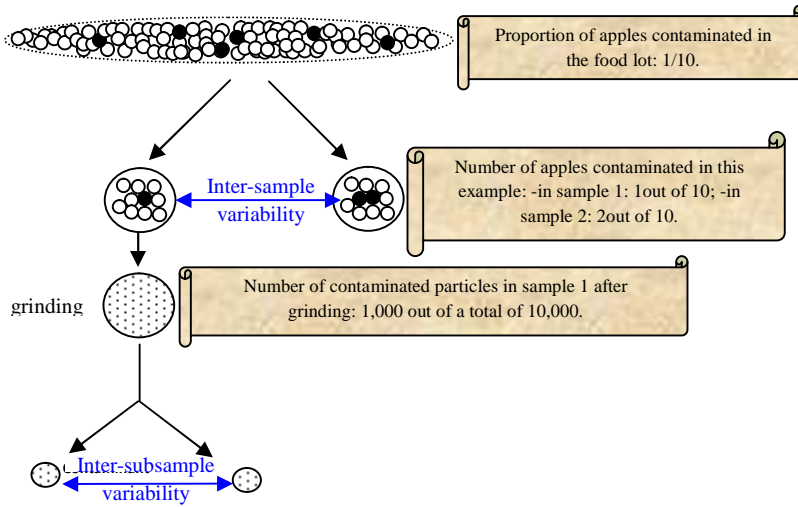 Proportion of apples contaminated in
the food lot: 1/10.
Number of apples contaminated in this
example: -in sample 1: 1out of 10; -in
sample 2: 2out of 10.
Inter-sample
variability
Number of contaminated particles in sample 1 after
grinding: 1,000 out of a total of 10,000.
grinding
Inter-subsample
variability